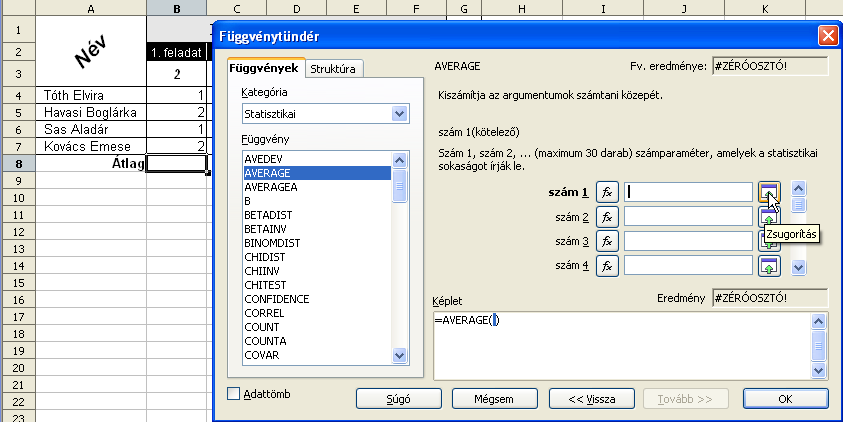 A B C D E F G H I J K
Függvénytündér
1
Név
2 1. feladat
3 2
Függvények Struktúra
AVERAGE Fv. eredménye: #ZÉRÓOSZTÓ!
Kategória
Kiszámítja az argumentumok számtani közepét.
Statisztikai
szám 1(kötelező)
Függvény
Szám 1, szám 2, ... (maximum 30 darab) számparaméter, amelyek a statisztikai
sokaságot írják le.
4 Tóth Elvira 1
5 Havasi Boglárka 2
6 Sas Aladár 1
7 Kovács Emese 2
8 Átlag
9
10
11
12
13
14
15
16
17
18
19
20
21
22
23
AVEDEV
AVERAGE
AVERAGEA
B
BETADIST
BETAINV
BINOMDIST
CHIDIST
CHIINV
CHITEST
CONFIDENCE
CORREL
COUNT
COUNTA
COVAR
szám 1 fx
szám 2 fx
Zsugorítás
szám 3 fx
szám 4 fx
Képlet Eredmény #ZÉRÓOSZTÓ!
=AVERAGE()
Adattömb
Súgó Mégsem << Vissza Tovább >> OK